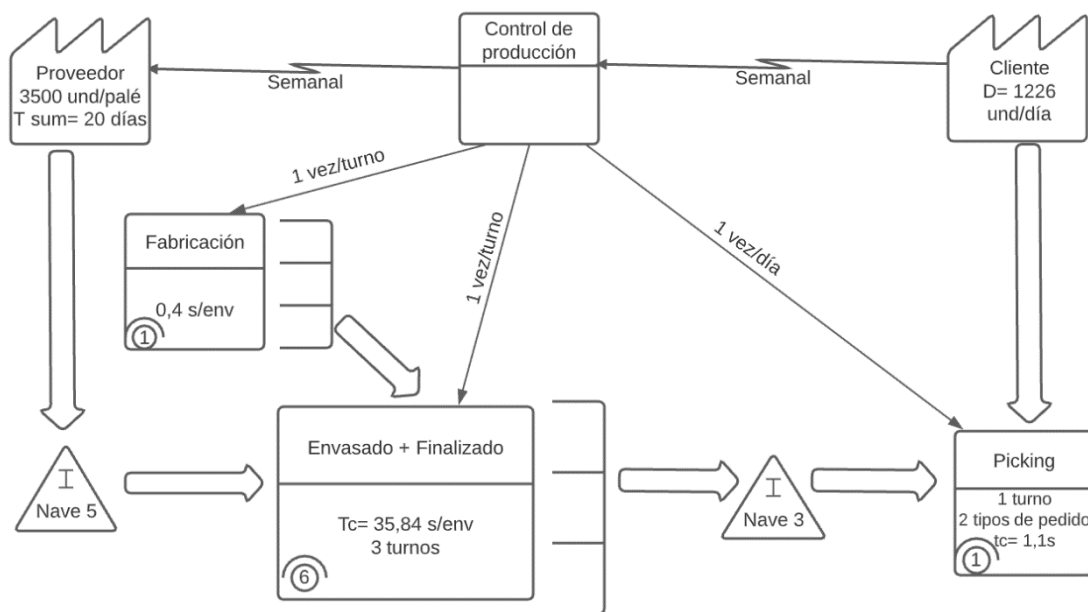 Control de
producción
Proveedor
3500 und/palé
T sum= 20 días
Semanal
Semanal
Cliente
D= 1226
und/día
1 vez/turno
1 vez/turno
1 vez/día
Fabricación
0,4 s/env
1
Envasado + Finalizado
Tc= 35,84 s/env
3 turnos
6
I
Nave 5
I
Nave 3
Picking
1 turno
2 tipos de pedido
tc= 1,1s
1